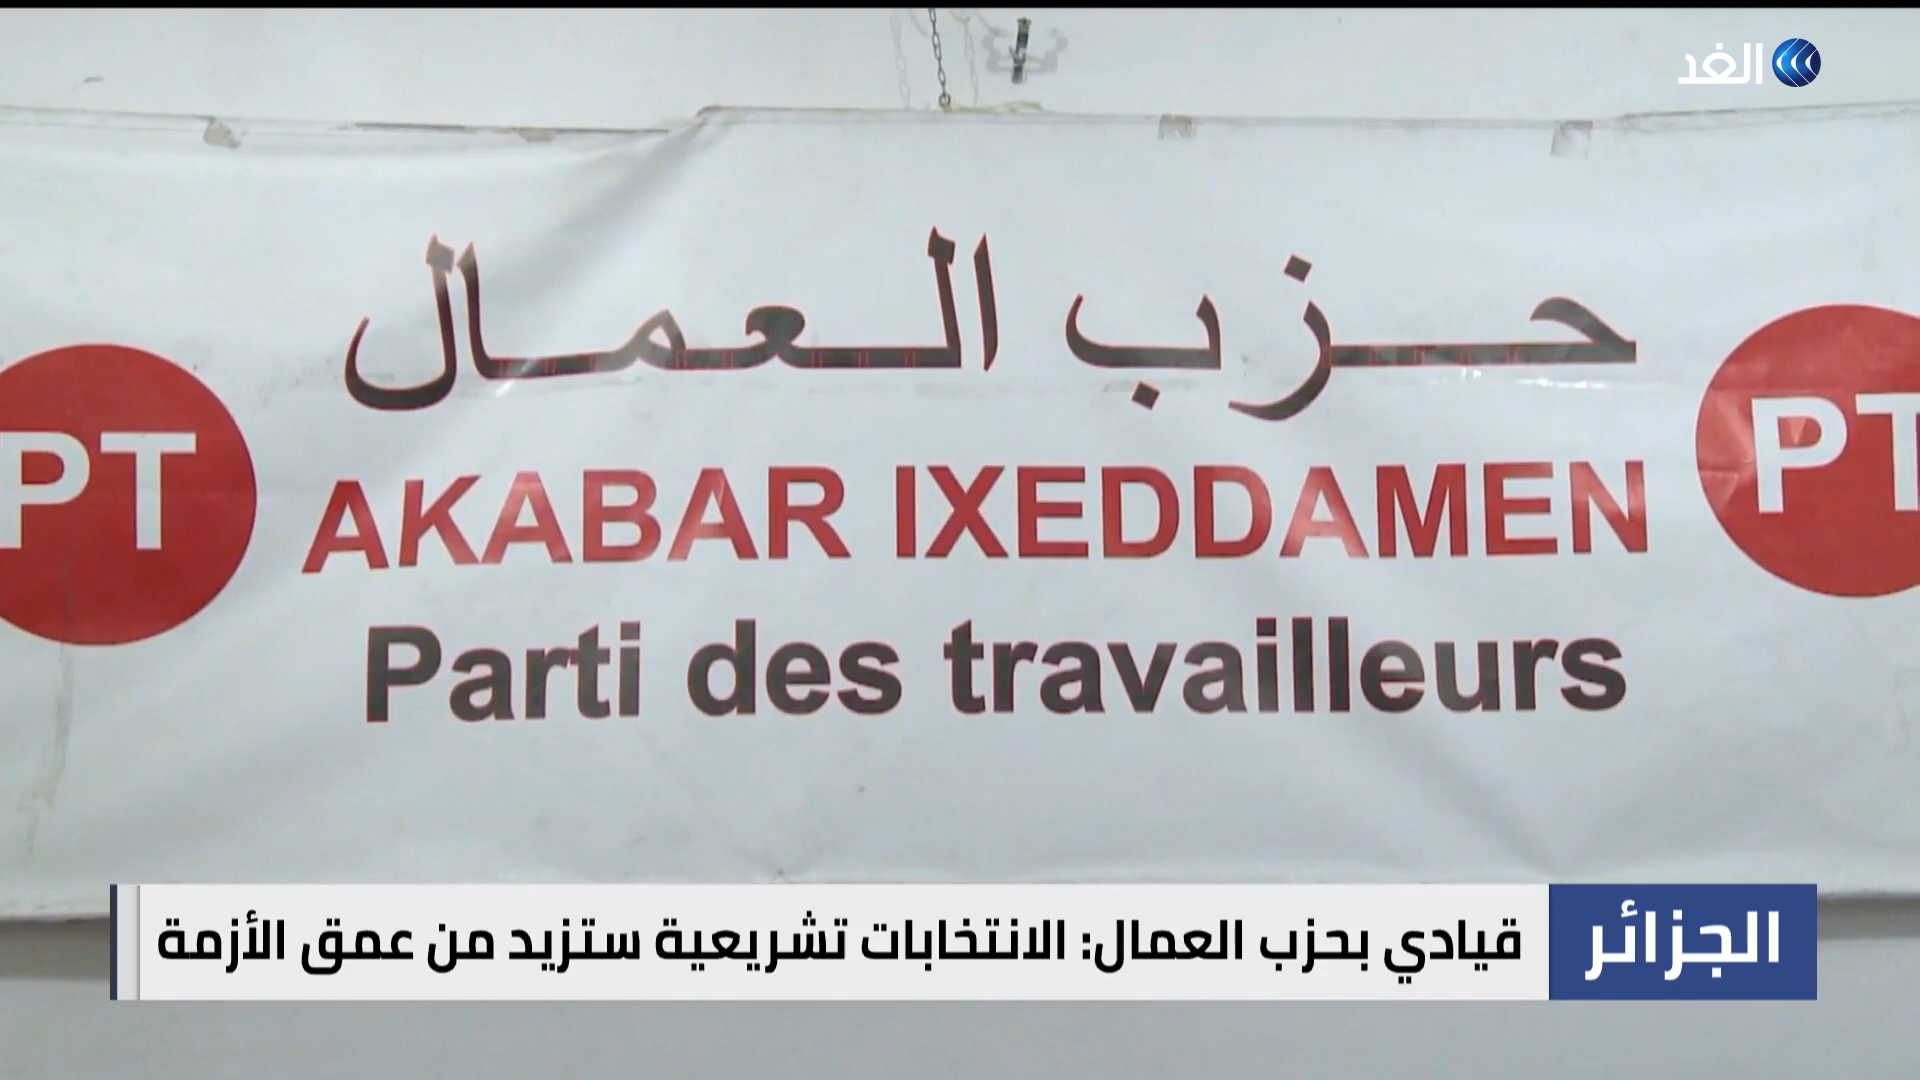 الغد
حزب العمال
PT
PT
AKABAR IXEDDAMEN
Parti des travailleurs
الجزائر
قيادي بحزب العمال: الانتخابات تشريعية ستزيد من عمق الأزمة